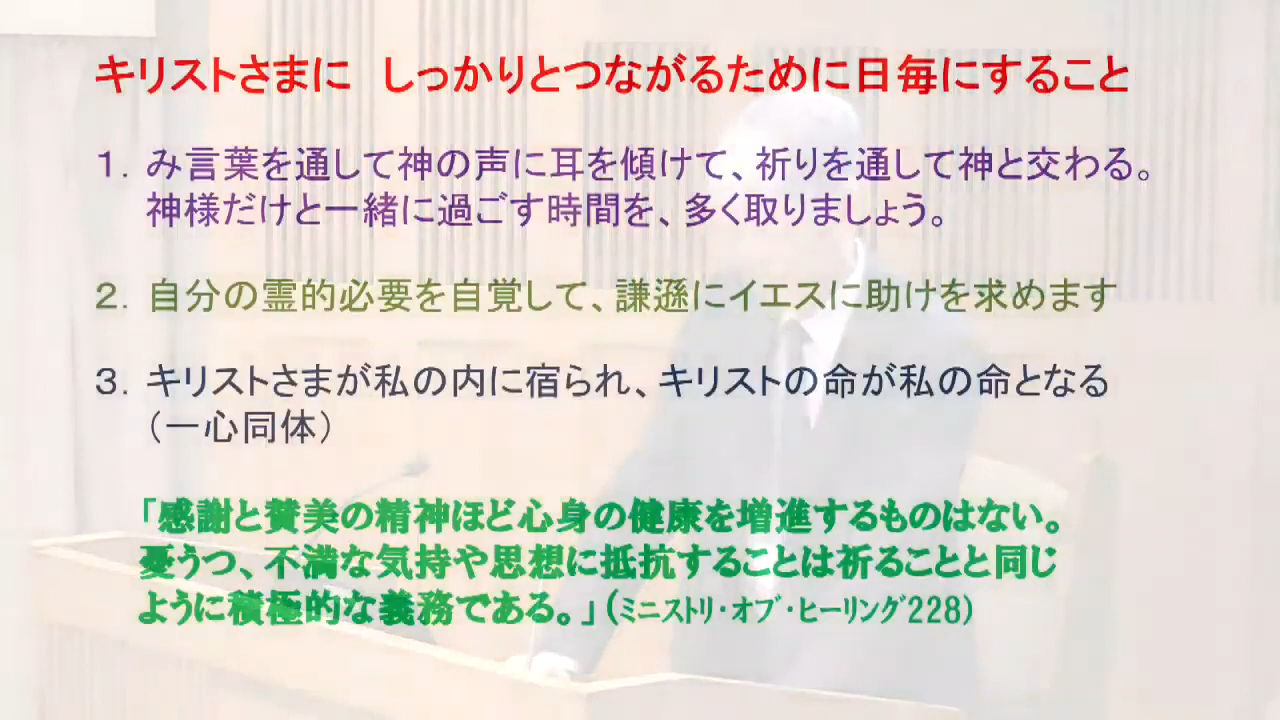 キリストさまに　しっかりとつながるために日毎にすること
１．み言葉を通して神の声に耳を傾けて、祈りを通して神と交わる。
神様だけと一緒に過ごす時間を、多く取りましょう。
２．自分の霊的必要を自覚して、謙遜にイエスに助けを求めます
３．キリストさまが私の内に宿られ、キリストの命が私の命となる
（一心同体）
「感謝と賛美の精神ほど心身の健康を増進するものはない。
憂うつ、不満な気持や思想に抵抗することは祈ることと同じ
ように積極的な義務である。」（ミニストリ・オブ・ヒーリング228）